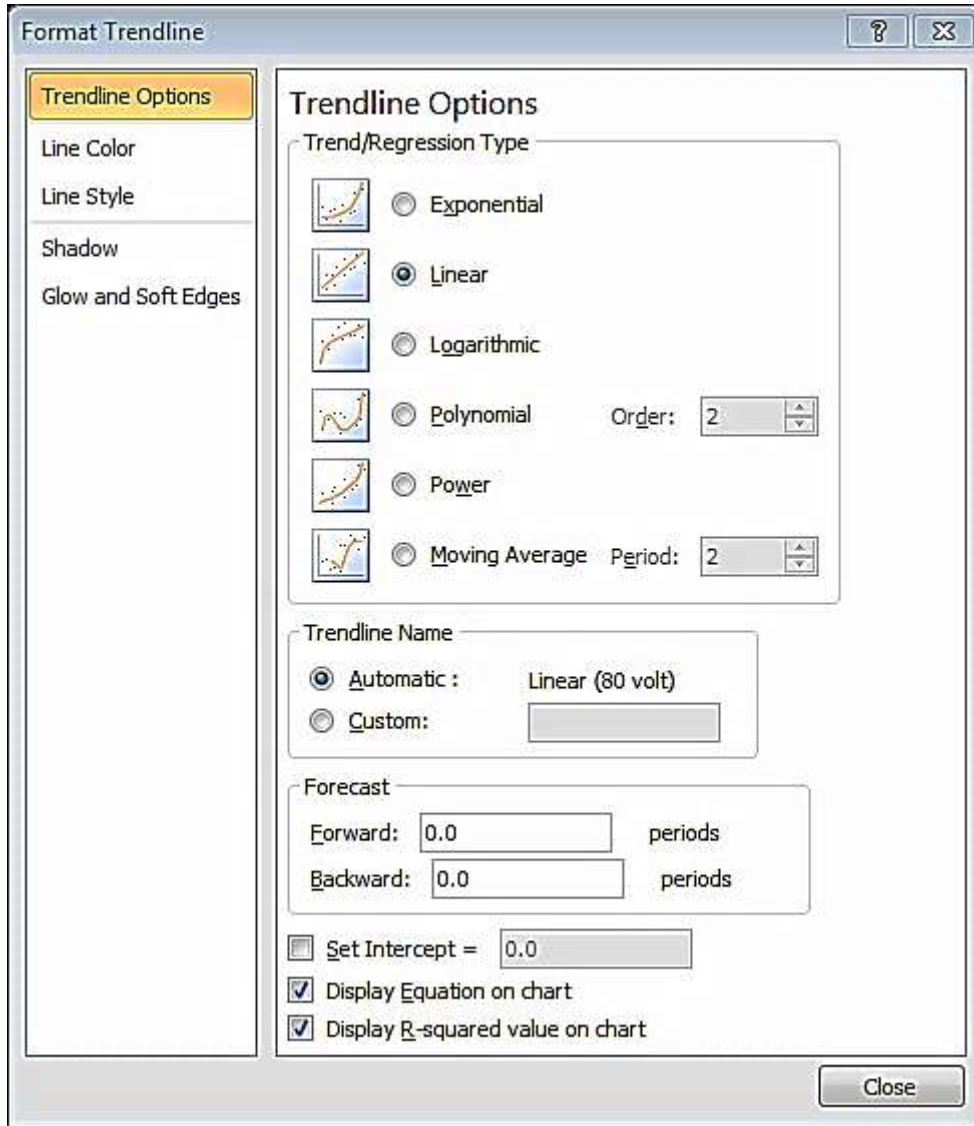 Format Trendline
Trendline Options
Line Color
Line Style
Shadow
Glow and Soft Edges
Trendline Options
Trend/Regression Type
Exponential
Linear
Logarithmic
Polynomial Order: 2
Power
Moving Average Period: 2
Trendline Name
Automatic : Linear (80 volt)
Custom:
Forecast
Forward: 0.0 periods
Backward: 0.0 periods
Set Intercept = 0.0
Display Equation on chart
Display R-squared value on chart
Close